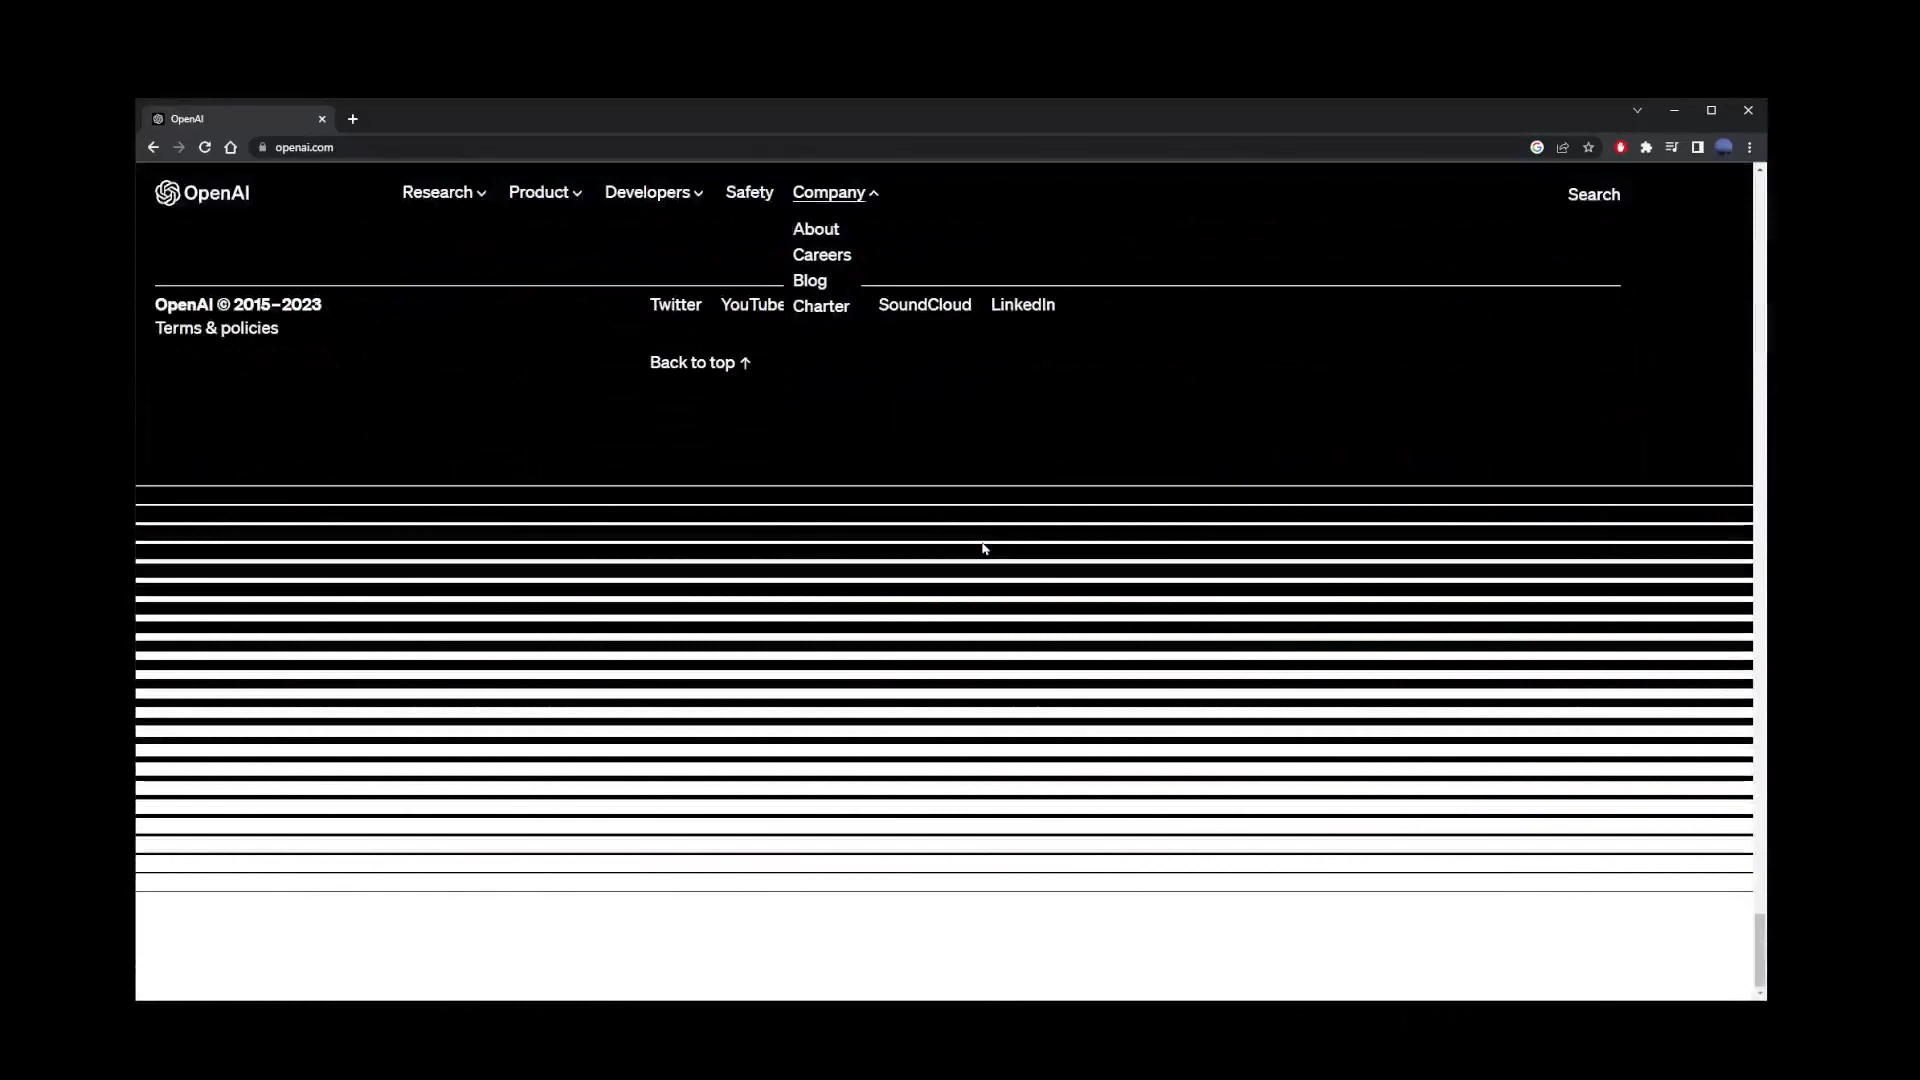 OpenAI
openai.com
OpenAI Research Product Developers Safety Company Search
About
Careers
Blog
Charter
OpenAI © 2015–2023 Twitter YouTube SoundCloud LinkedIn
Terms & policies
Back to top ↑